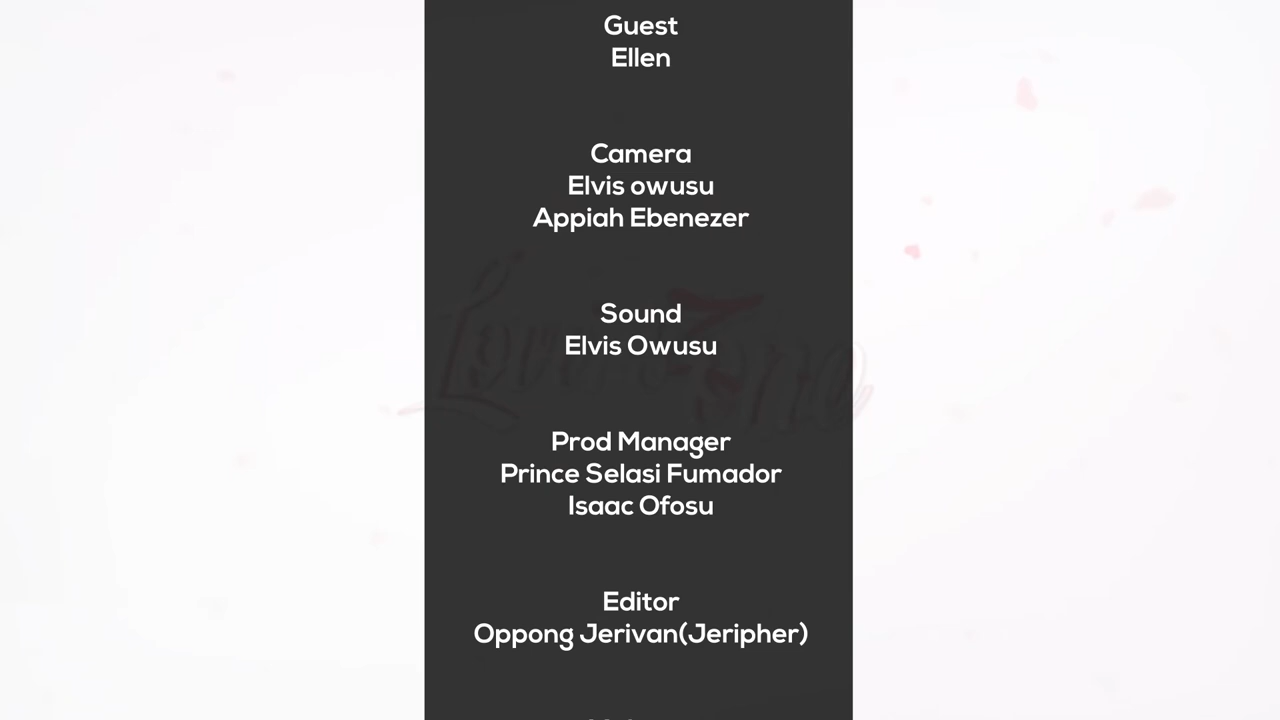 Guest
Ellen
Camera
Elvis owusu
Appiah Ebenezer
Sound
Elvis Owusu
Prod Manager
Prince Selasi Fumador
Isaac Ofosu
Editor
Oppong Jerivan(Jeripher)